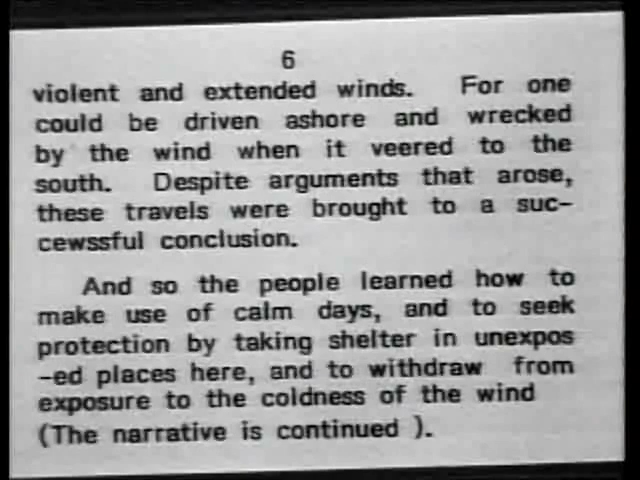 6
violent and extended winds. For one
could be driven ashore and wrecked
by the wind when it veered to the
south. Despite arguments that arose,
these travels were brought to a suc-
cewssful conclusion.
And so the people learned how to
make use of calm days, and to seek
protection by taking shelter in unexpos
-ed places here, and to withdraw from
exposure to the coldness of the wind
(The narrative is continued ).